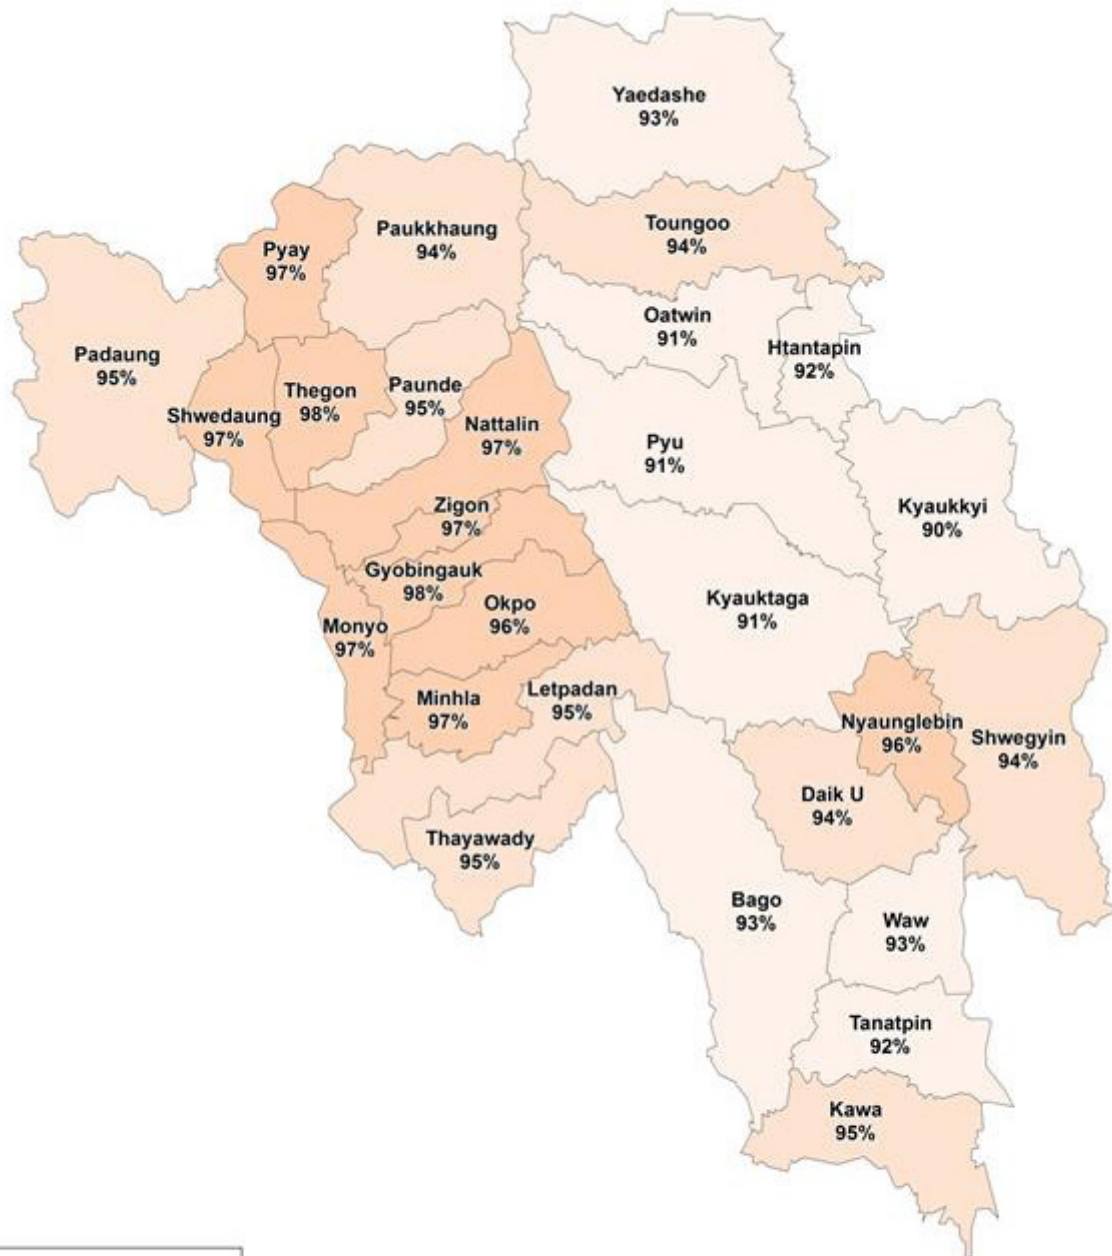 Yaedashe
93%
Paukkhaung
94%
Toungoo
94%
Pyay
97%
Oatwin
91%
Htantapin
92%
Padaung
95%
Thegon
98%
Paunde
95%
Shwedaung
97%
Nattalin
97%
Pyu
91%
Zigon
97%
Kyaukkyi
90%
Gyobingauk
98%
Okpo
96%
Kyauktaga
91%
Monyo
97%
Minhla
97%
Letpadan
95%
Nyaunglebin
96%
Shwegyin
94%
Daik U
94%
Thayawady
95%
Bago
93%
Waw
93%
Tanatpin
92%
Kawa
95%